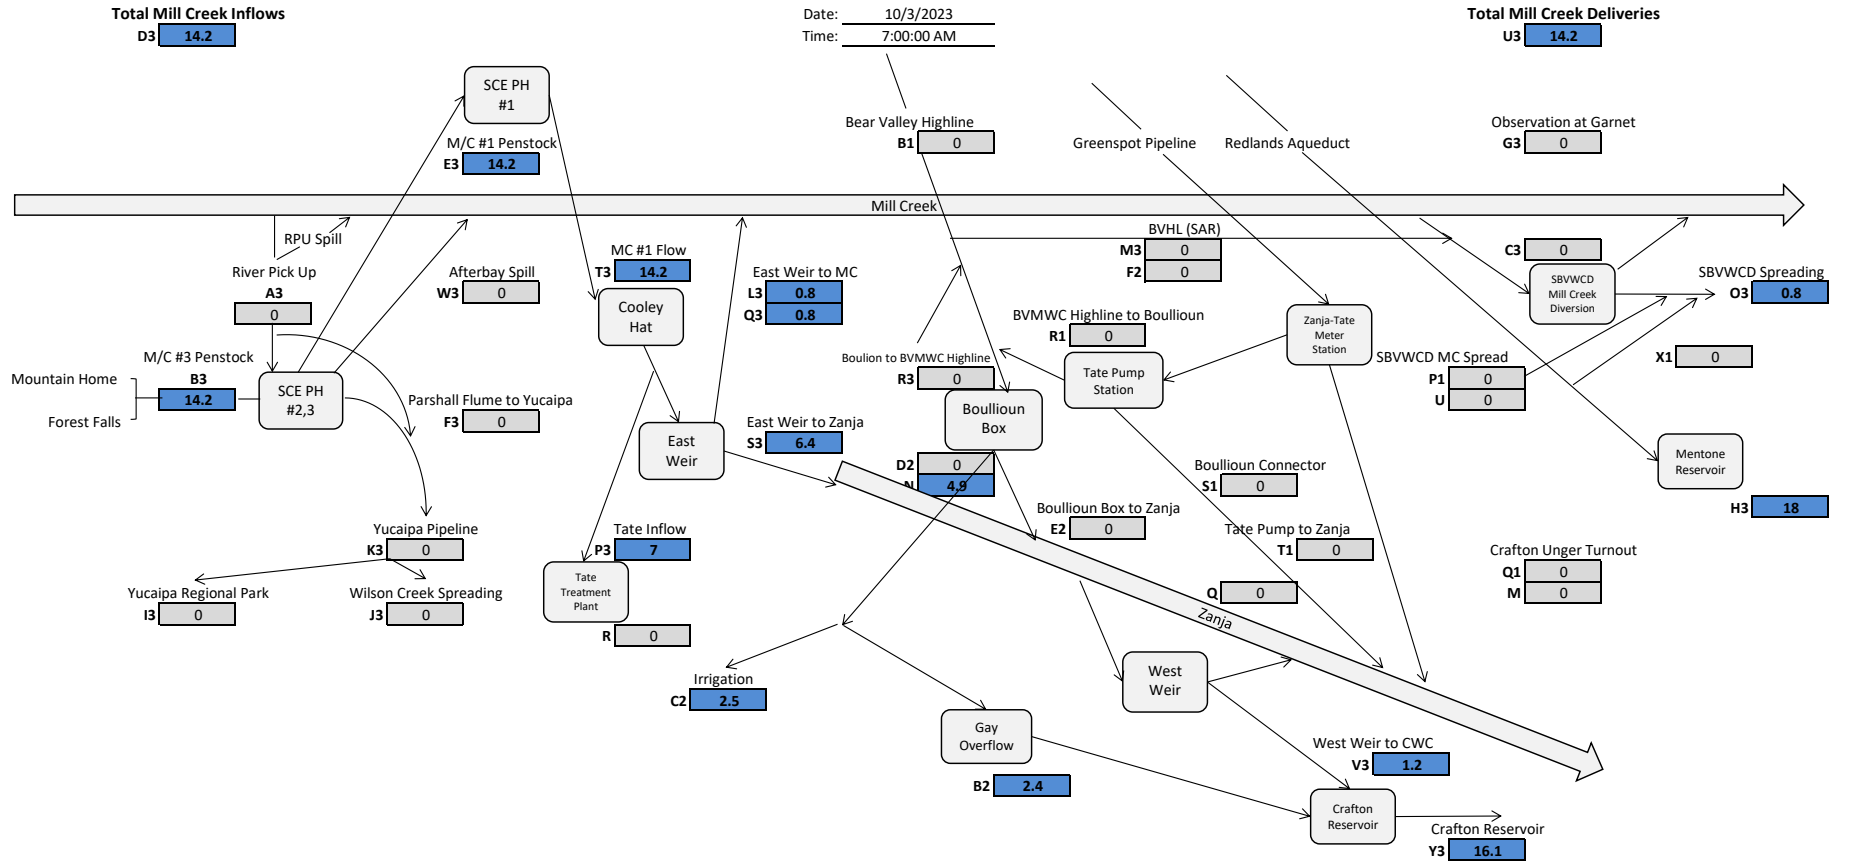 Total Mill Creek Inflows
D3 14.2
Date: 10/3/2023
Time: 7:00:00 AM
Total Mill Creek Deliveries
U3 14.2
SCE PH
#1
M/C #1 Penstock
E3 14.2
Bear Valley Highline
B1 0
Greenspot Pipeline
Redlands Aqueduct
Observation at Garnet
G3 0
Mill Creek
RPU Spill
River Pick Up
A3
0
Afterbay Spill
W3 0
MC #1 Flow
T3 14.2
Cooley
Hat
East Weir to MC
L3 0.8
Q3 0.8
BVHL (SAR)
M3 0
F2 0
C3 0
SBVWCD
Mill Creek
Diversion
SBVWCD Spreading
O3 0.8
BVMWC Highline to Boullioun
R1 0
Zanja-Tate
Meter
Station
M/C #3 Penstock
B3
14.2
Mountain Home
Forest Falls
SCE PH
#2,3
Parshall Flume to Yucaipa
F3 0
Boulion to BVMWC Highline
R3 0
Tate Pump
Station
SBVWCD MC Spread
P1 0
U 0
X1 0
Boullioun
Box
East
Weir
East Weir to Zanja
S3 6.4
D2 0
N 4.9
Boullioun Connector
S1 0
Mentone
Reservoir
H3 18
Yucaipa Pipeline
K3 0
Tate Inflow
P3 7
Boullioun Box to Zanja
E2 0
Tate Pump to Zanja
T1 0
Crafton Unger Turnout
Q1 0
M 0
Yucaipa Regional Park
I3 0
Wilson Creek Spreading
J3 0
Tate
Treatment
Plant
R 0
Q 0
Zanja
Irrigation
C2 2.5
West
Weir
Gay
Overflow
B2 2.4
West Weir to CWC
V3 1.2
Crafton
Reservoir
Crafton Reservoir
Y3 16.1